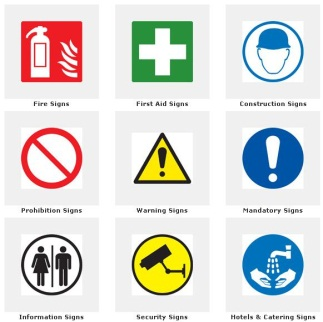 Fire Signs
First Aid Signs
Construction Signs
Prohibition Signs
Warning Signs
Mandatory Signs
Information Signs
Security Signs
Hotels & Catering Signs